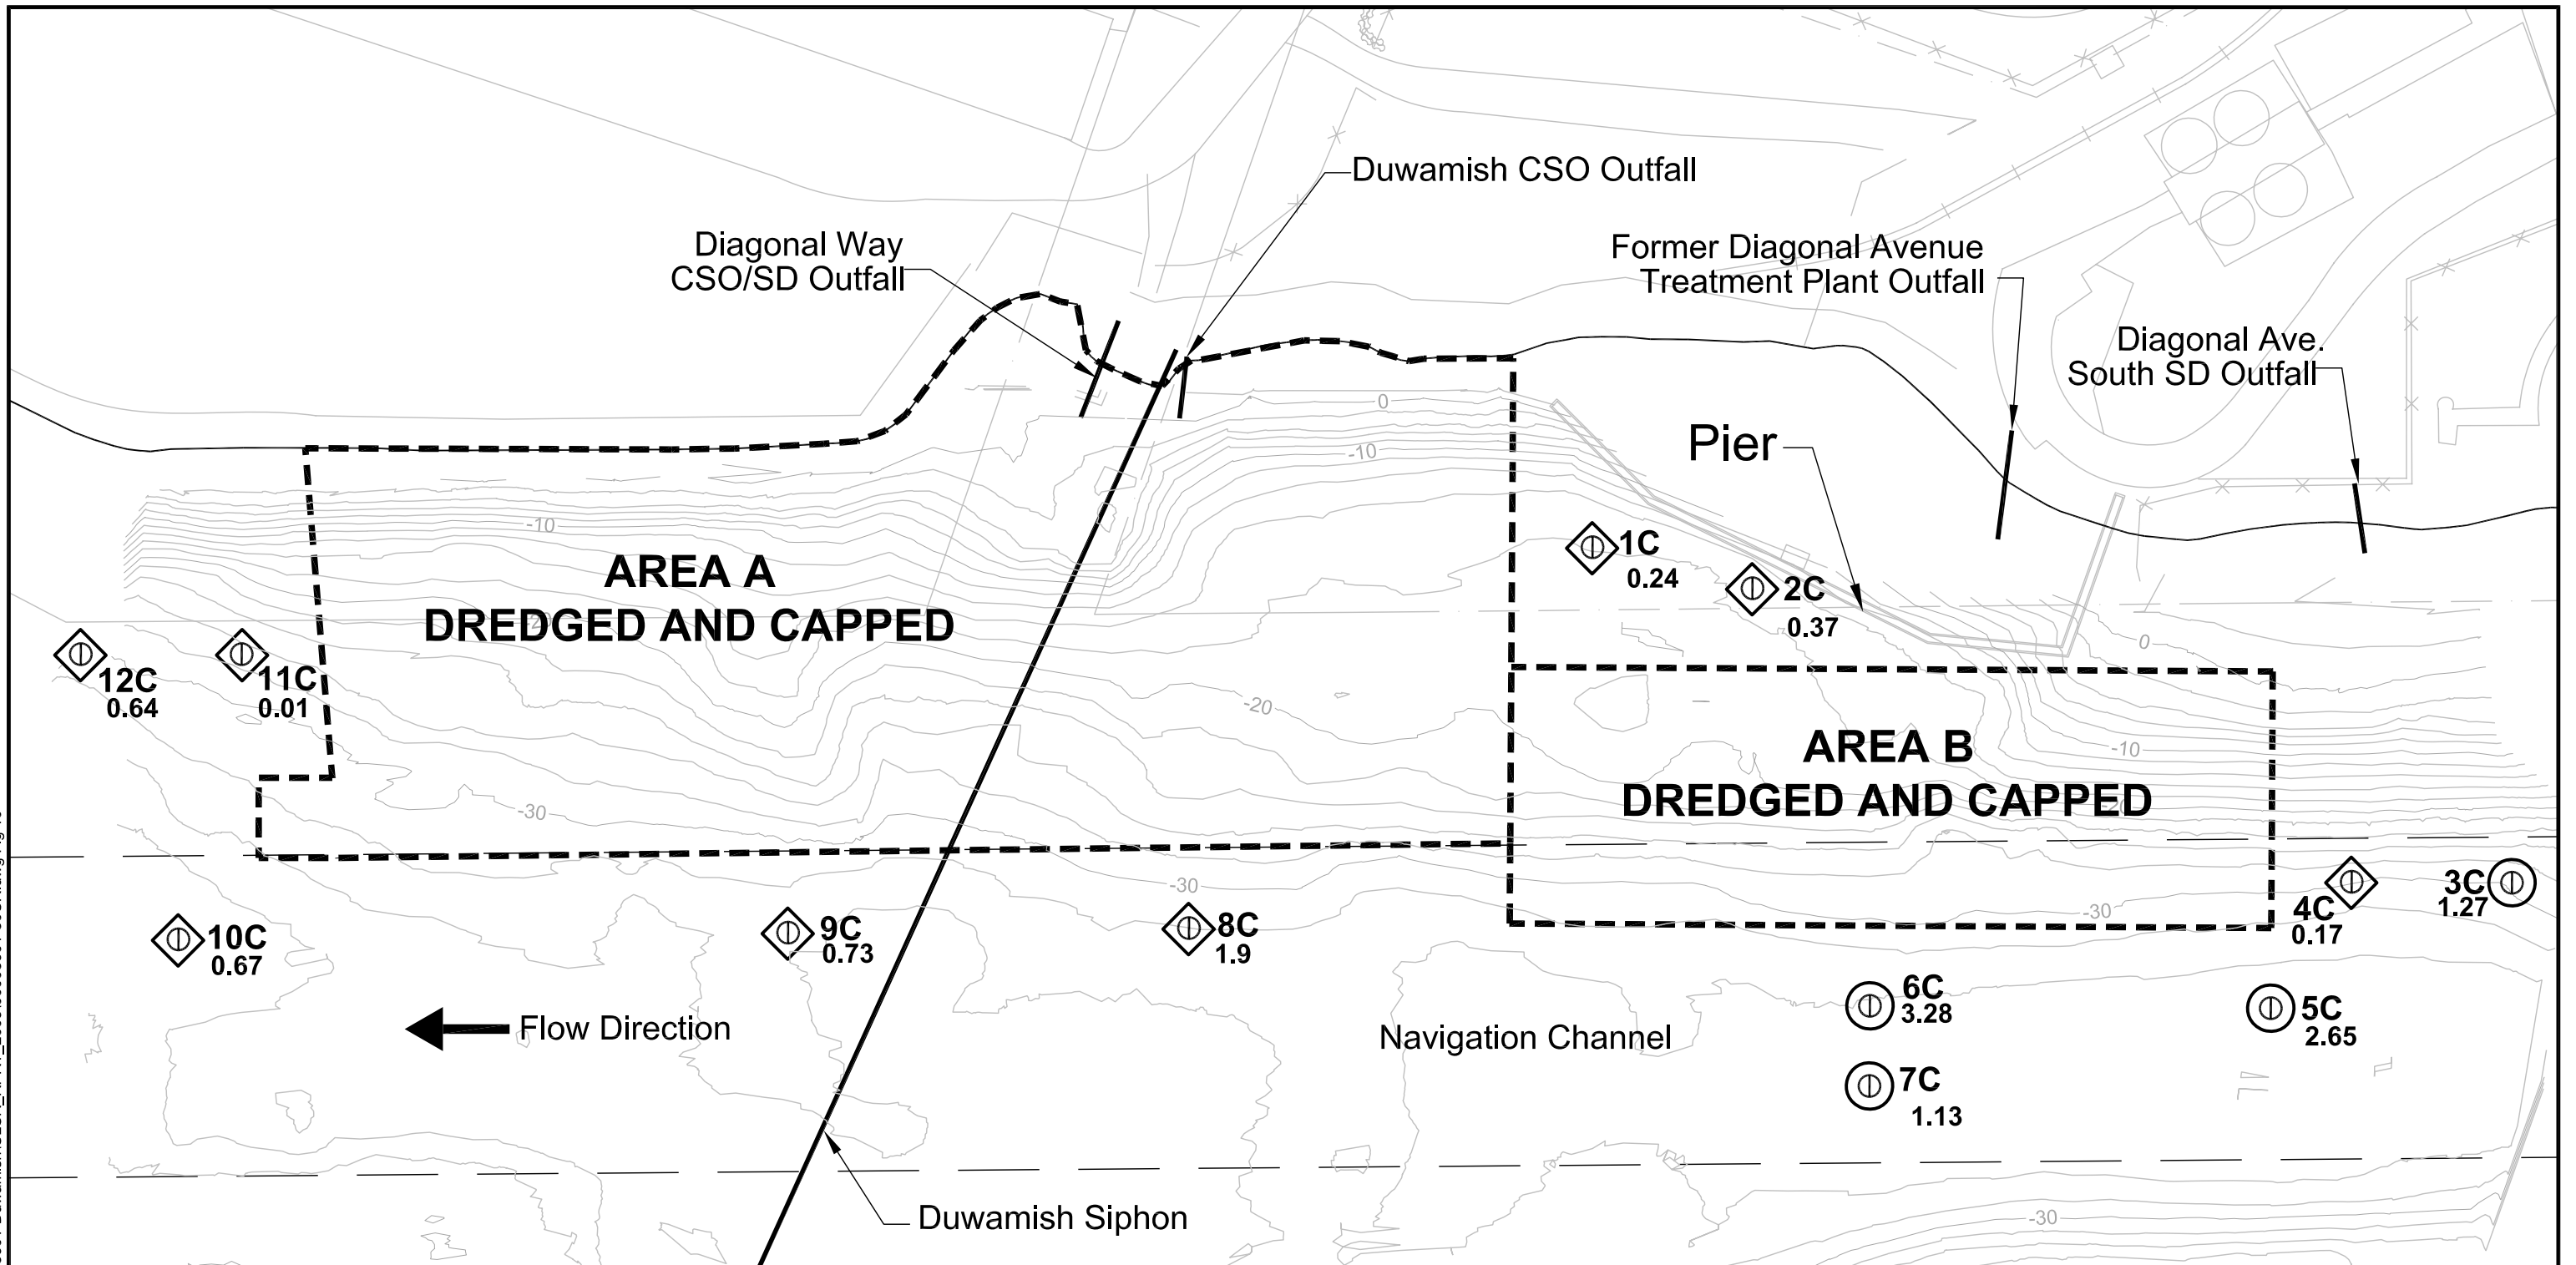 Duwamish CSO Outfall
Diagonal Way
CSO/SD Outfall
Former Diagonal Avenue
Treatment Plant Outfall
Diagonal Ave.
South SD Outfall
0
-10
Pier
-10
1C
0.24
2C
0.37
AREA A
DREDGED AND CAPPED
-20
0
12C
0.64
11C
0.01
-20
AREA B
DREDGED AND CAPPED
-10
-20
-30
-30
-30
3C
1.27
4C
0.17
10C
0.67
9C
0.73
8C
1.9
6C
3.28
5C
2.65
Flow Direction
Navigation Channel
7C
1.13
Duwamish Siphon
-30